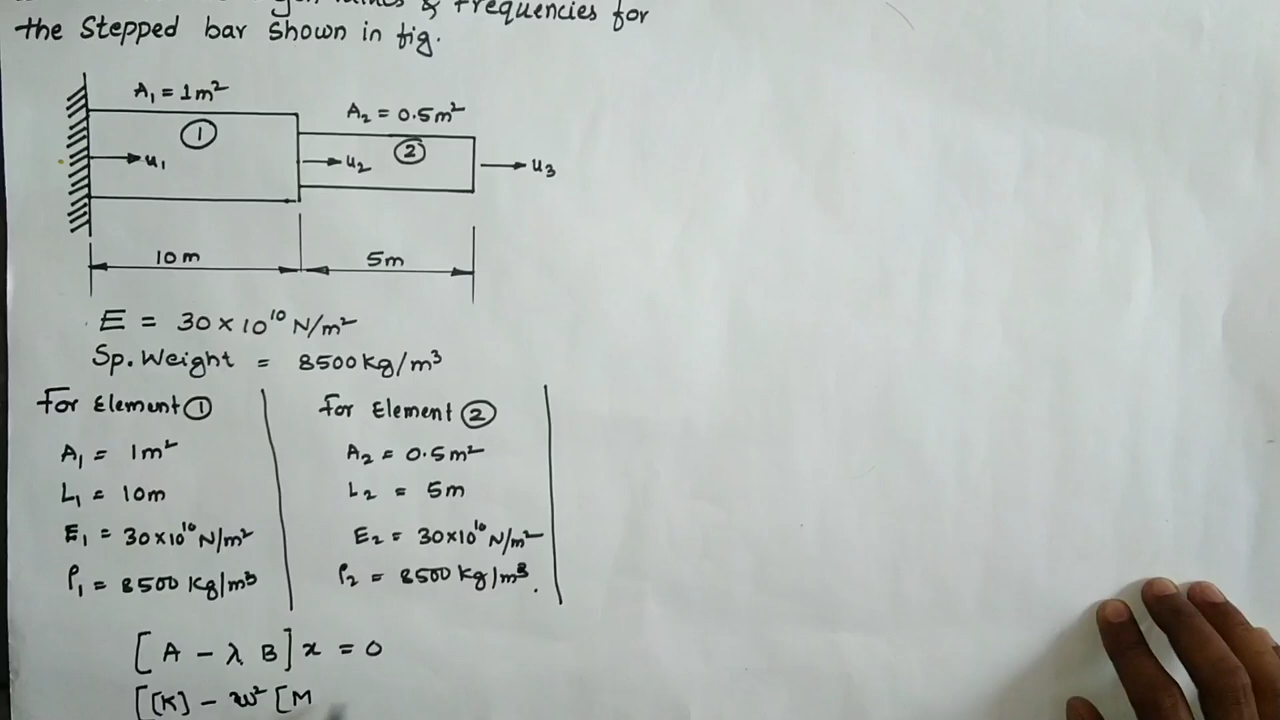 & Frequencies for
the Stepped bar shown in fig.
A₁ = 1m²
A₂ = 0.5m²
①
②
u₁
u₂
u₃
10m
5m
E = 30×10¹⁰ N/m²
Sp. Weight = 8500 kg/m³
For Element ①
A₁ = 1m²
L₁ = 10m
E₁ = 30×10¹⁰ N/m²
ρ₁ = 8500 Kg/m³
For Element ②
A₂ = 0.5m²
L₂ = 5m
E₂ = 30×10¹⁰ N/m²
ρ₂ = 8500 Kg/m³.
[A - λ B] x = 0
[[K] - ω² [M